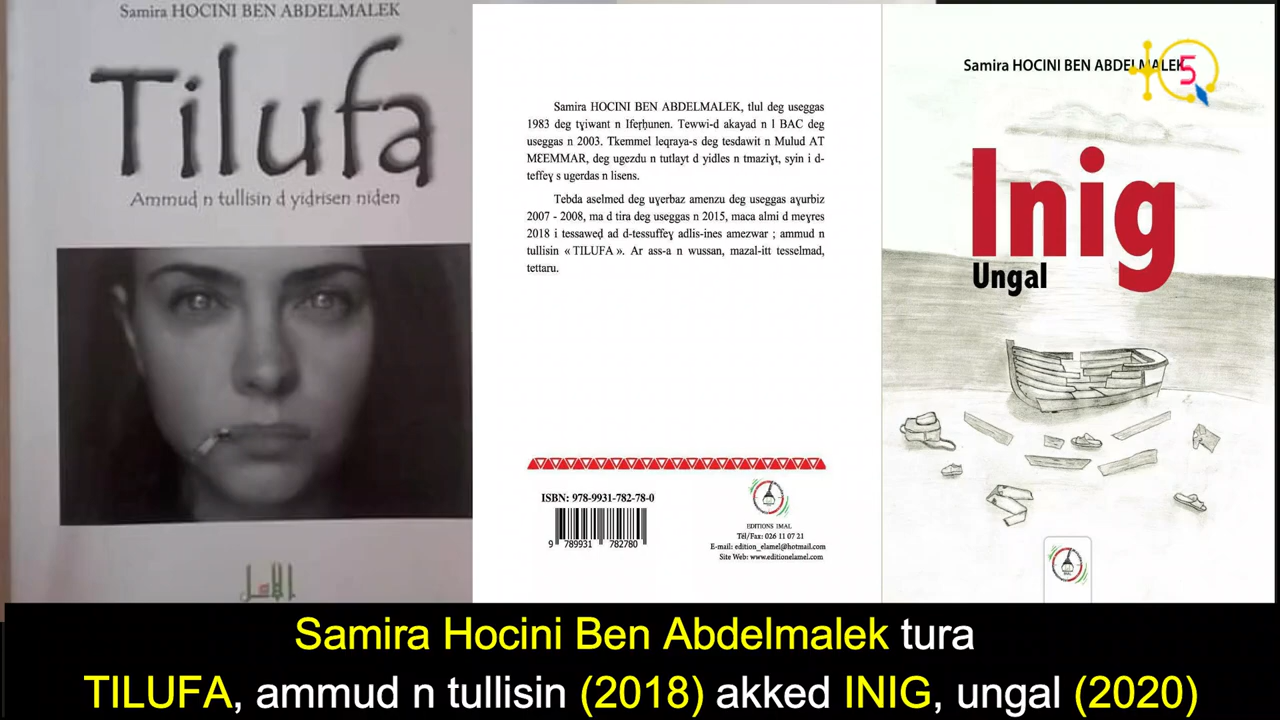 Samira HOCINI BEN ABDELMALEK
Tilufa
Ammud n tullisin d yiḍrisen niḍen
الأمل
Samira HOCINI BEN ABDELMALEK, tlul deg useggas
1983 deg tɣiwant n Iferḥunen. Tewwi-d akayad n l BAC deg
useggas n 2003. Tkemmel leqraya-s deg tesdawit n Mulud AT
MƐEMMAR, deg ugezdu n tutlayt d yidles n tmaziɣt, syin i d-
teffeɣ s ugerdas n lisens.
Tebda aselmed deg uɣerbaz amenzu deg useggas aɣurbiz
2007 - 2008, ma d tira deg useggas n 2015, maca almi d meɣres
2018 i tessaweḍ ad d-tessuffeɣ adlis-ines amezwar ; ammud n
tullisin « TILUFA ». Ar ass-a n wussan, mazal-itt tesselmad,
tettaru.
ISBN: 978-9931-782-78-0
9 789931 782780
EDITIONS IMAL
Tél/Fax: 026 11 07 21
E-mail: edition_elamel@hotmail.com
Site Web: www.editionelamel.com
Samira HOCINI BEN ABDELMALEK
5
Inig
Ungal
Samira Hocini Ben Abdelmalek tura
TILUFA, ammud n tullisin (2018) akked INIG, ungal (2020)